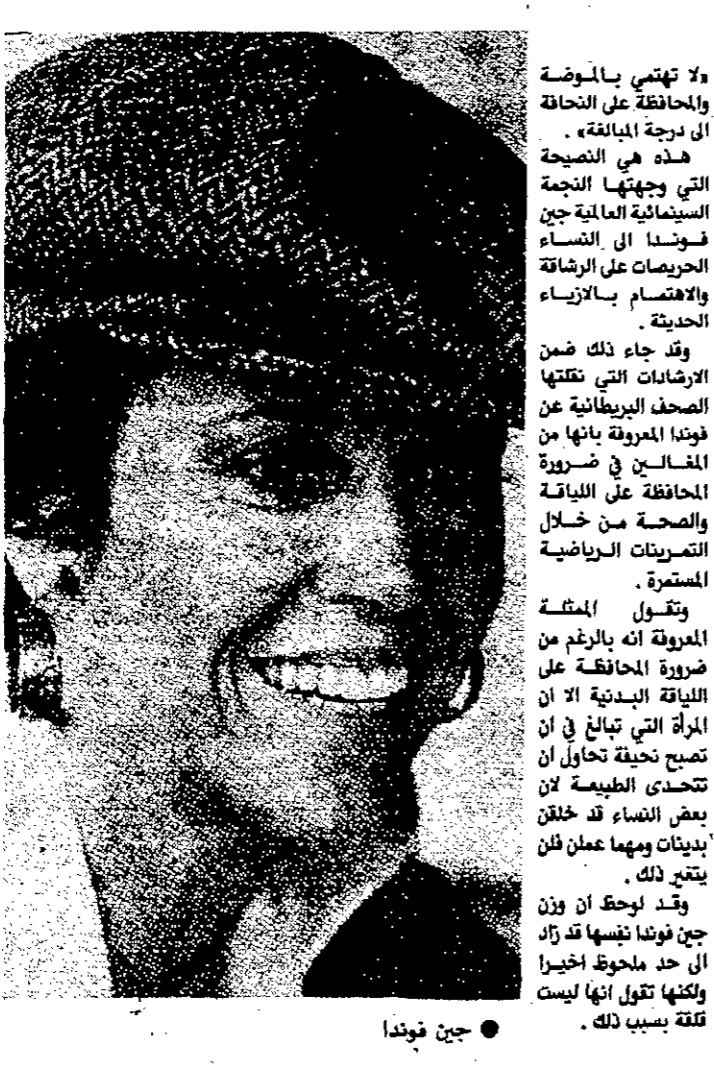 «لا تهتمي بالموضة
والمحافظة على النحافة
الى درجة المبالغة» .
هذه هي النصيحة
التي وجهتها النجمة
السينمائية العالمية جين
فوندا الى النساء
الحريصات على الرشاقة
والاهتمام بالازياء
الحديثة .
وقد جاء ذلك ضمن
الارشادات التي نقلتها
الصحف البريطانية عن
فوندا المعروفة بانها من
المغالين في ضرورة
المحافظة على اللياقة
والصحة من خلال
التمرينات الرياضية
المستمرة .
وتقول الممثلة
المعروفة انه بالرغم من
ضرورة المحافظة على
اللياقة البدنية الا ان
المرأة التي تبالغ في ان
تصبح نحيفة تحاول ان
تتحدى الطبيعة لان
بعض النساء قد خلقن
بدينات ومهما عملن فلن
يتغير ذلك .
وقد لوحظ ان وزن
جين فوندا نفسها قد زاد
الى حد ملحوظ اخيرا
ولكنها تقول انها ليست
قلقة بسبب ذلك .
● جين فوندا